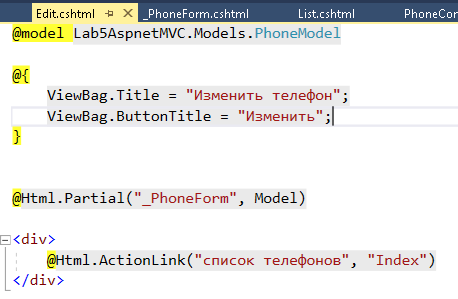 Edit.cshtml _PhoneForm.cshtml List.cshtml PhoneCor
@model Lab5AspnetMVC.Models.PhoneModel
@{
ViewBag.Title = "Изменить телефон";
ViewBag.ButtonTitle = "Изменить";
}
@Html.Partial("_PhoneForm", Model)
<div>
@Html.ActionLink("список телефонов", "Index")
</div>